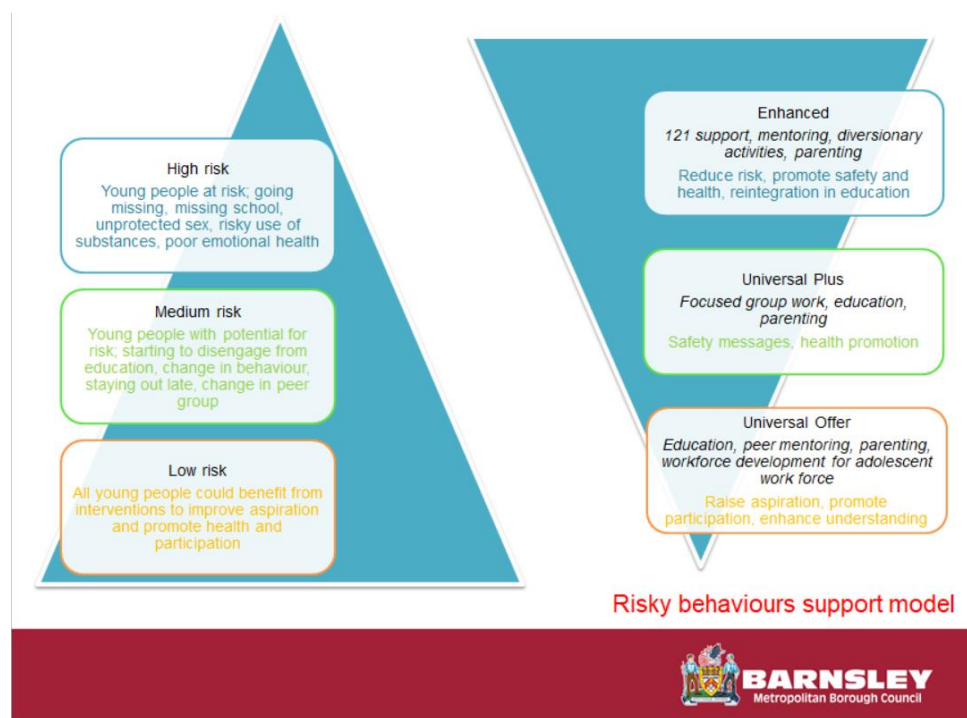 High risk
Young people at risk; going
missing, missing school,
unprotected sex, risky use of
substances, poor emotional health
Medium risk
Young people with potential for
risk; starting to disengage from
education, change in behaviour,
staying out late, change in peer
group
Low risk
All young people could benefit from
interventions to improve aspiration
and promote health and
participation
Enhanced
121 support, mentoring, diversionary
activities, parenting
Reduce risk, promote safety and
health, reintegration in education
Universal Plus
Focused group work, education,
parenting
Safety messages, health promotion
Universal Offer
Education, peer mentoring, parenting,
workforce development for adolescent
work force
Raise aspiration, promote
participation, enhance understanding
Risky behaviours support model
BARNSLEY
Metropolitan Borough Council